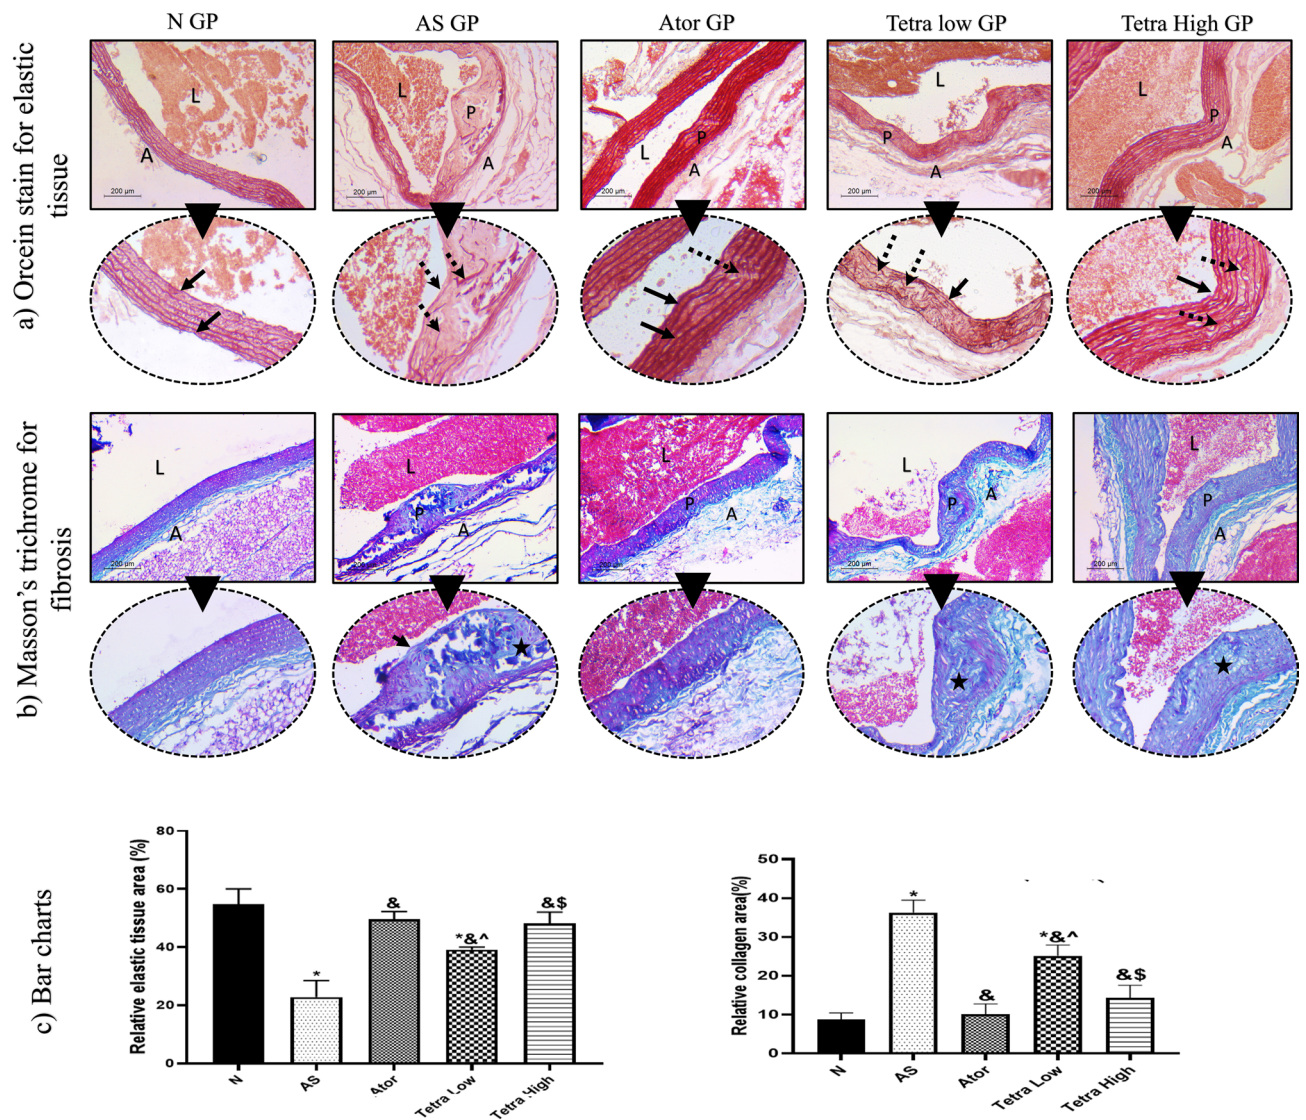 N GP
AS GP
Ator GP
Tetra low GP
Tetra High GP
a) Orcein stain for elastic
tissue
L
A
200 μm
L
P
A
200 μm
P
L
A
200 μm
L
P
A
200 μm
L
P
A
200 μm
b) Masson's trichrome for
fibrosis
L
A
200 μm
L
P
A
200 μm
L
P
A
200 μm
L
P
A
200 μm
L
P
A
200 μm
c) Bar charts
Relative elastic tissue area (%)
80
60
40
20
0
*
&
*&^
&$
N
AS
Ator
Tetra Low
Tetra High
Relative collagen area(%)
50
40
30
20
10
0
*
&
*&^
&$
N
AS
Ator
Tetra Low
Tetra High